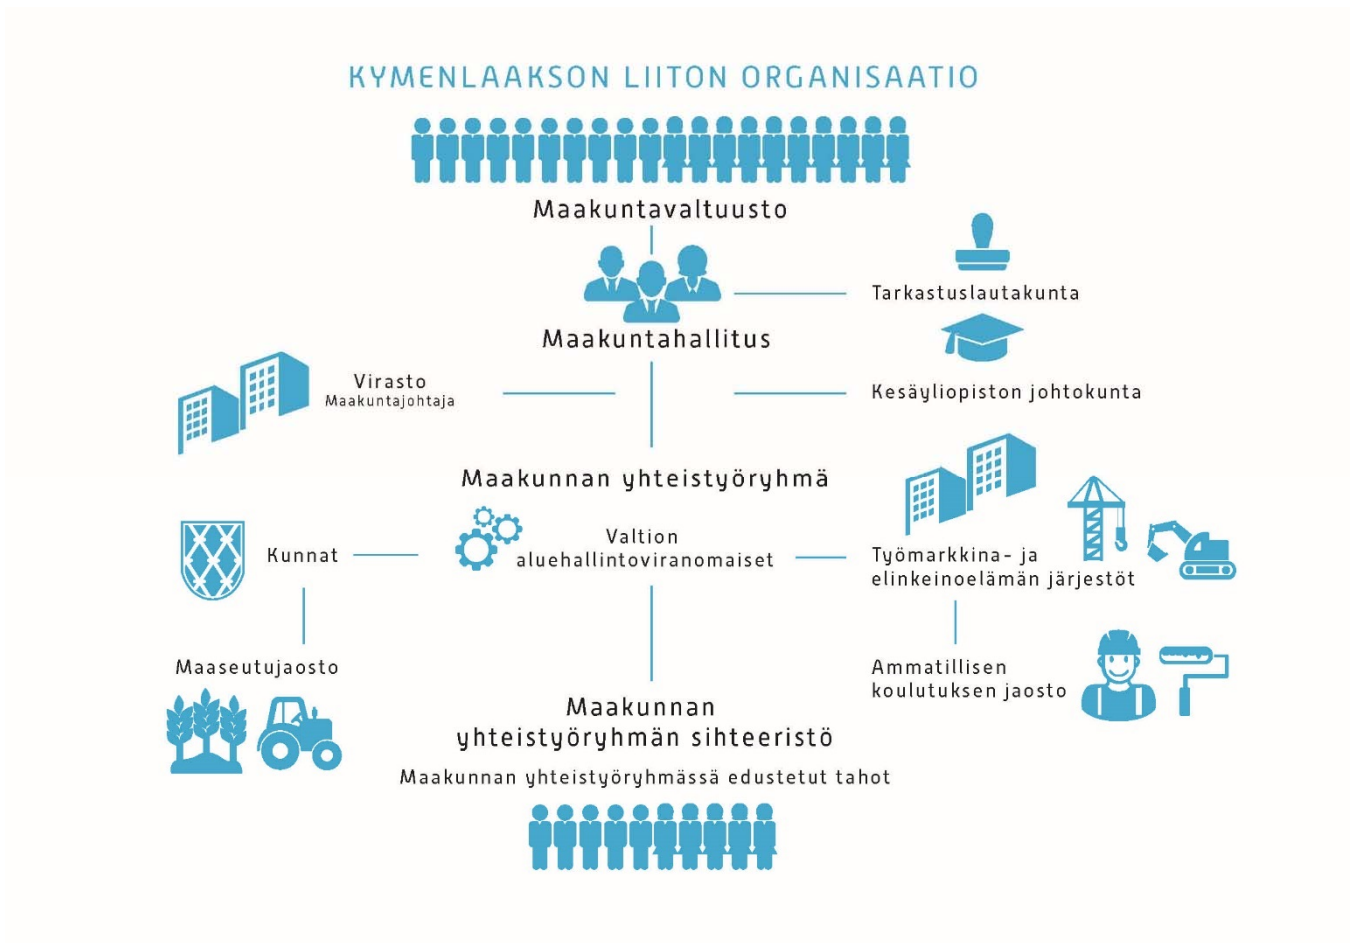 KYMENLAAKSON LIITON ORGANISAATIO
Maakuntavaltuusto
Tarkastuslautakunta
Maakuntahallitus
Virasto
Maakuntajohtaja
Kesäyliopiston johtokunta
Maakunnan yhteistyöryhmä
Kunnat
Valtion
aluehallintoviranomaiset
Työmarkkina- ja
elinkeinoelämän järjestöt
Maaseutujaosto
Ammatillisen
koulutuksen jaosto
Maakunnan
yhteistyöryhmän sihteeristö
Maakunnan yhteistyöryhmässä edustetut tahot